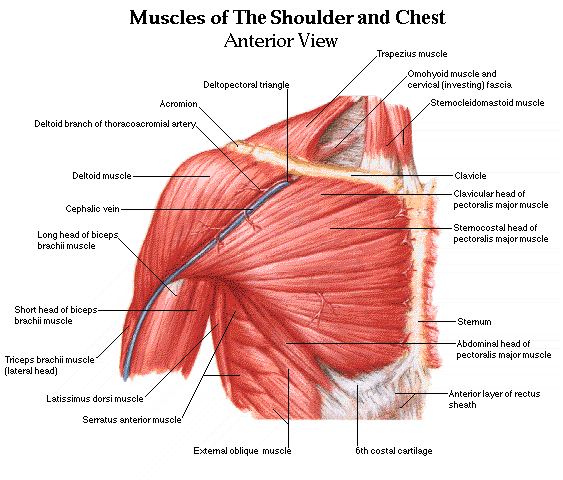 Muscles of The Shoulder and Chest
Anterior View
Trapezius muscle
Omohyoid muscle and
cervical (investing) fascia
Sternocleidomastoid muscle
Deltopectoral triangle
Acromion
Deltoid branch of thoracoacromial artery
Deltoid muscle
Cephalic vein
Long head of biceps
brachii muscle
Short head of biceps
brachii muscle
Triceps brachii muscle
(lateral head)
Latissimus dorsi muscle
Serratus anterior muscle
External oblique muscle
6th costal cartilage
Clavicle
Clavicular head of
pectoralis major muscle
Sternocostal head of
pectoralis major muscle
Sternum
Abdominal head of
pectoralis major muscle
Anterior layer of rectus
sheath